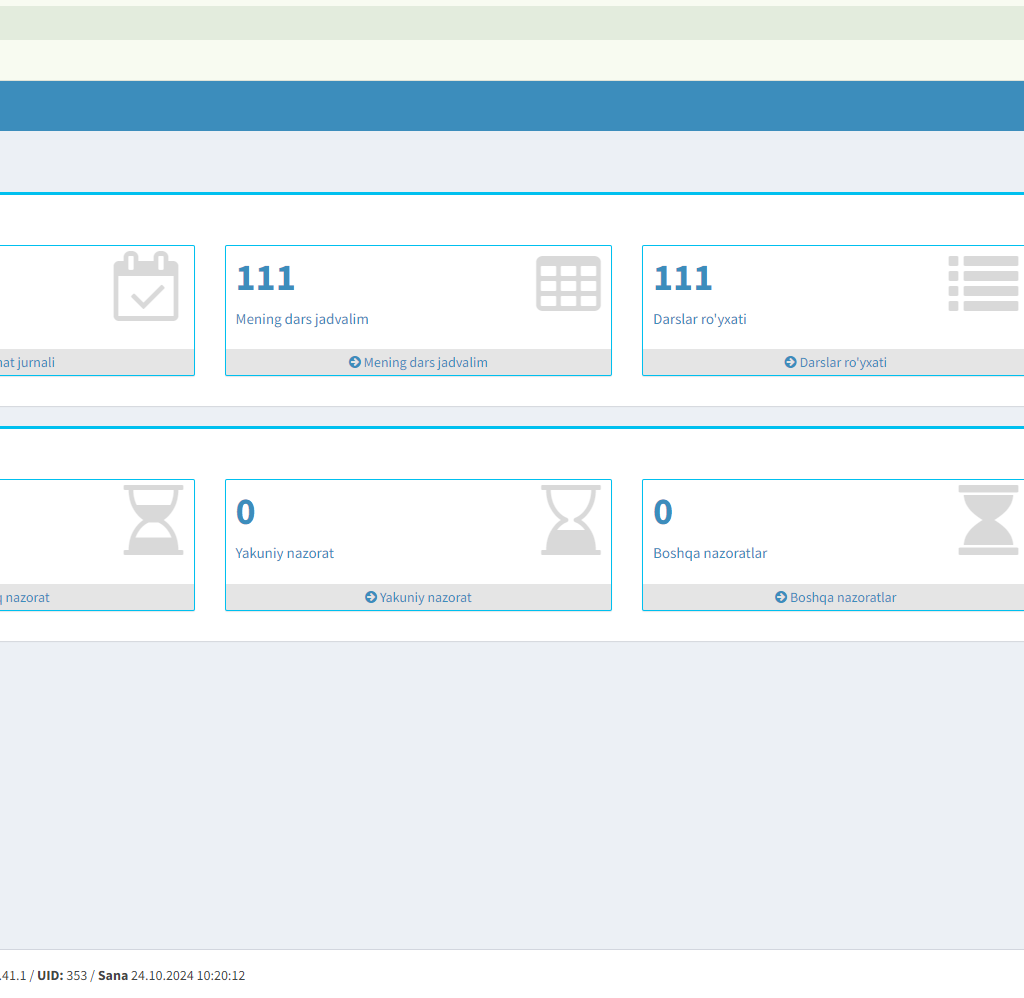 111
Mening dars jadvalim
111
Darslar ro'yxati
jurnali
Mening dars jadvalim
Darslar ro'yxati
0
Yakuniy nazorat
0
Boshqa nazoratlar
nazorat
Yakuniy nazorat
Boshqa nazoratlar
.41.1 / UID: 353 / Sana 24.10.2024 10:20:12